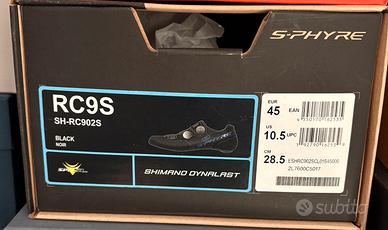 S-PHYRE
RC9S
SH-RC902S
BLACK
NOIR
SHIMANO DYNALAST
EUR
45
EAN
US
10.5
UPC
CM
28.5
2L7600C5017
subito